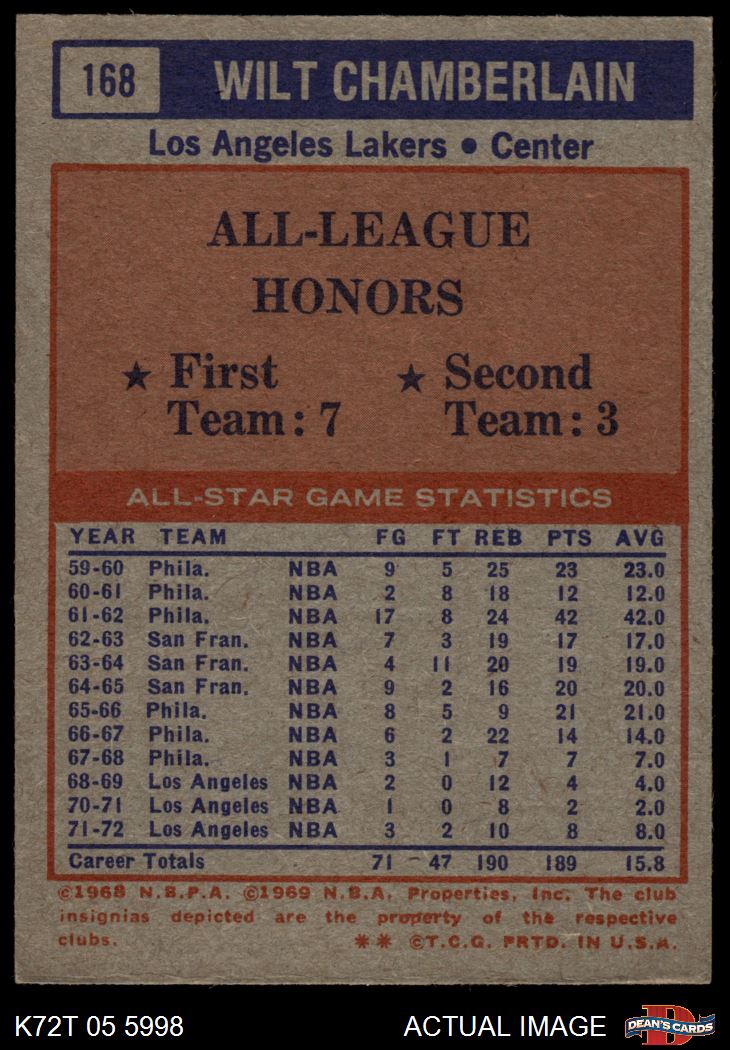 168 WILT CHAMBERLAIN
Los Angeles Lakers • Center
ALL-LEAGUE
HONORS
★ First ★ Second
Team: 7 Team: 3
ALL-STAR GAME STATISTICS
YEAR TEAM FG FT REB PTS AVG
59-60 Phila. NBA 9 5 25 23 23.0
60-61 Phila. NBA 2 8 18 12 12.0
61-62 Phila. NBA 17 8 24 42 42.0
62-63 San Fran. NBA 7 3 19 17 17.0
63-64 San Fran. NBA 4 11 20 19 19.0
64-65 San Fran. NBA 9 2 16 20 20.0
65-66 Phila. NBA 8 5 9 21 21.0
66-67 Phila. NBA 6 2 22 14 14.0
67-68 Phila. NBA 3 1 7 7 7.0
68-69 Los Angeles NBA 2 0 12 4 4.0
70-71 Los Angeles NBA 1 0 8 2 2.0
71-72 Los Angeles NBA 3 2 10 8 8.0
Career Totals 71 47 190 189 15.8
©1968 N.B.P.A. ©1969 N.B.A. Properties, Inc. The club
insignias depicted are the property of the respective
clubs. ** ©T.C.G. PRTD. IN U.S.A.
K72T 05 5998 ACTUAL IMAGE D DEAN'S CARDS